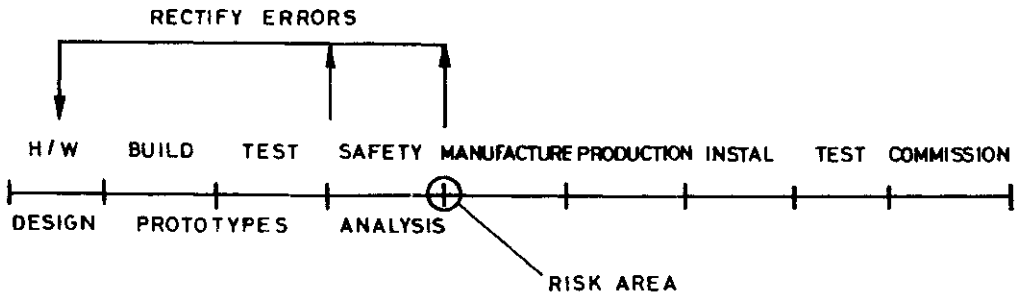 RECTIFY ERRORS
H/W BUILD TEST SAFETY MANUFACTURE PRODUCTION INSTAL TEST COMMISSION
DESIGN PROTOTYPES ANALYSIS
RISK AREA